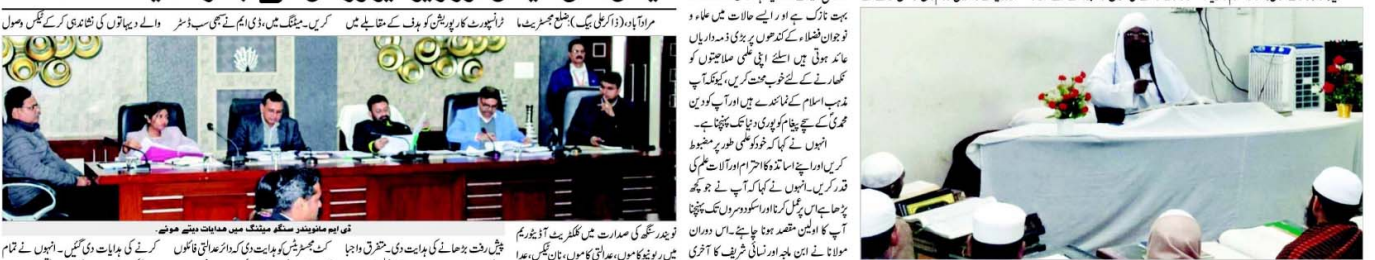 مرادآباد، (ذاکر علی بیگ) ضلع مجسٹریٹ ما
نویندر سنگھ کی صدارت میں کلکٹریٹ آڈیٹوریم
میں ریونیو کاموں، عدالتی کاموں، نان ٹیکس، عدا
ٹرانسپورٹ کارپوریشن کو ہدف کے مقابلے میں
پیش رفت بڑھانے کی ہدایت دی۔ متفرق واجبا
کریں۔ میٹنگ میں، ڈی ایم نے سبھی سب ڈسٹر
کٹ مجسٹریٹس کو ہدایت دی کہ دائر عدالتی فائلوں
والے دیہاتوں کی نشاندہی کر کے ٹیکس وصول
کرنے کی ہدایات دی گئیں۔ انہوں نے تمام
ڈی ایم مانویندر سنگھ میٹنگ میں ہدایات دیتے ہوئے۔
بہت نازک ہے اور ایسے حالات میں علماء و
نوجوان فضلاء کے کندھوں پر بڑی ذمہ داریاں
عائد ہوتی ہیں اسلئے اپنی علمی صلاحیتوں کو
نکھارنے کے لئے خوب محنت کریں، کیونکہ آپ
مذہب اسلام کے نمائندے ہیں اور آپ کو دین
محمدیؐ کے سچے پیغام کو پوری دنیا تک پہنچنا ہے۔
انہوں نے کہا کہ خود کو علمی طور پر مضبوط
کریں اور اپنے اساتذہ کا احترام اور آلات علم کی
قدر کریں۔ انہوں نے کہا کہ آپ نے جو کچھ
پڑھا ہے اس پر عمل کرنا اور اسکو دوسروں تک پہنچنا
آپ کا اولین مقصد ہونا چاہئے۔ اس دوران
مولانا نے ابن ماجہ اور نسائی شریف کا آخری